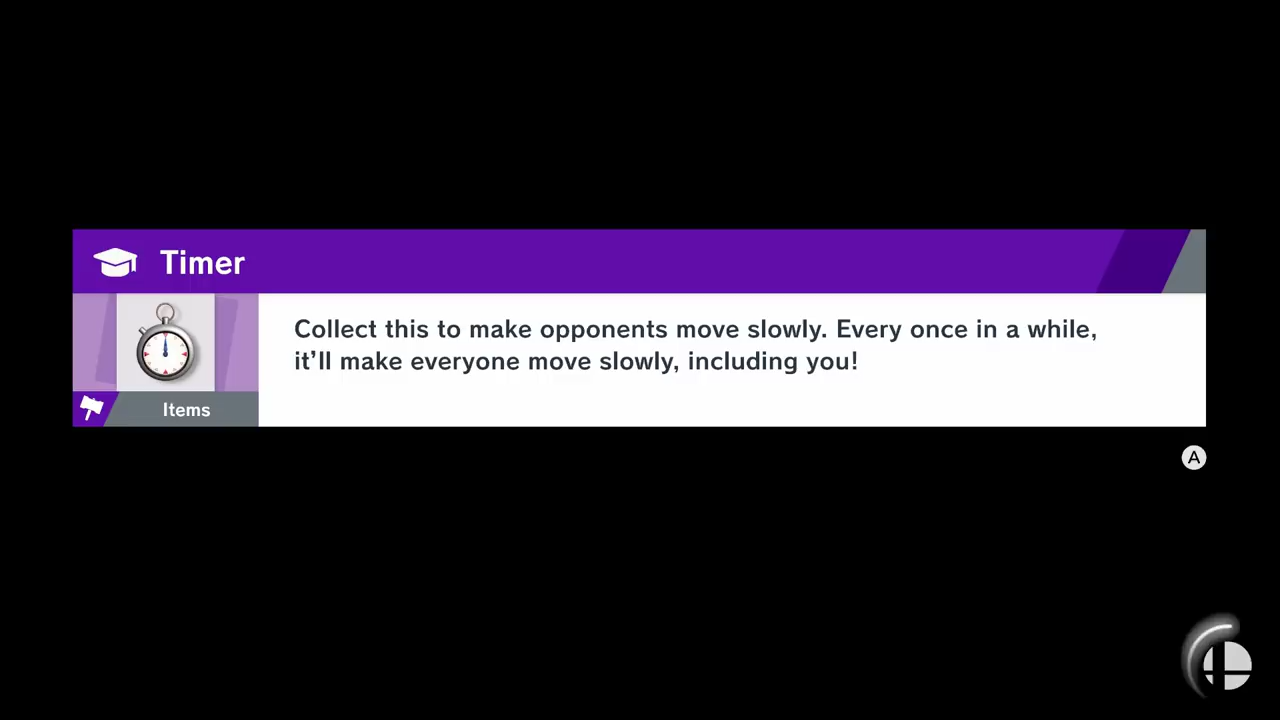 Timer
Collect this to make opponents move slowly. Every once in a while,
it’ll make everyone move slowly, including you!
Items
A